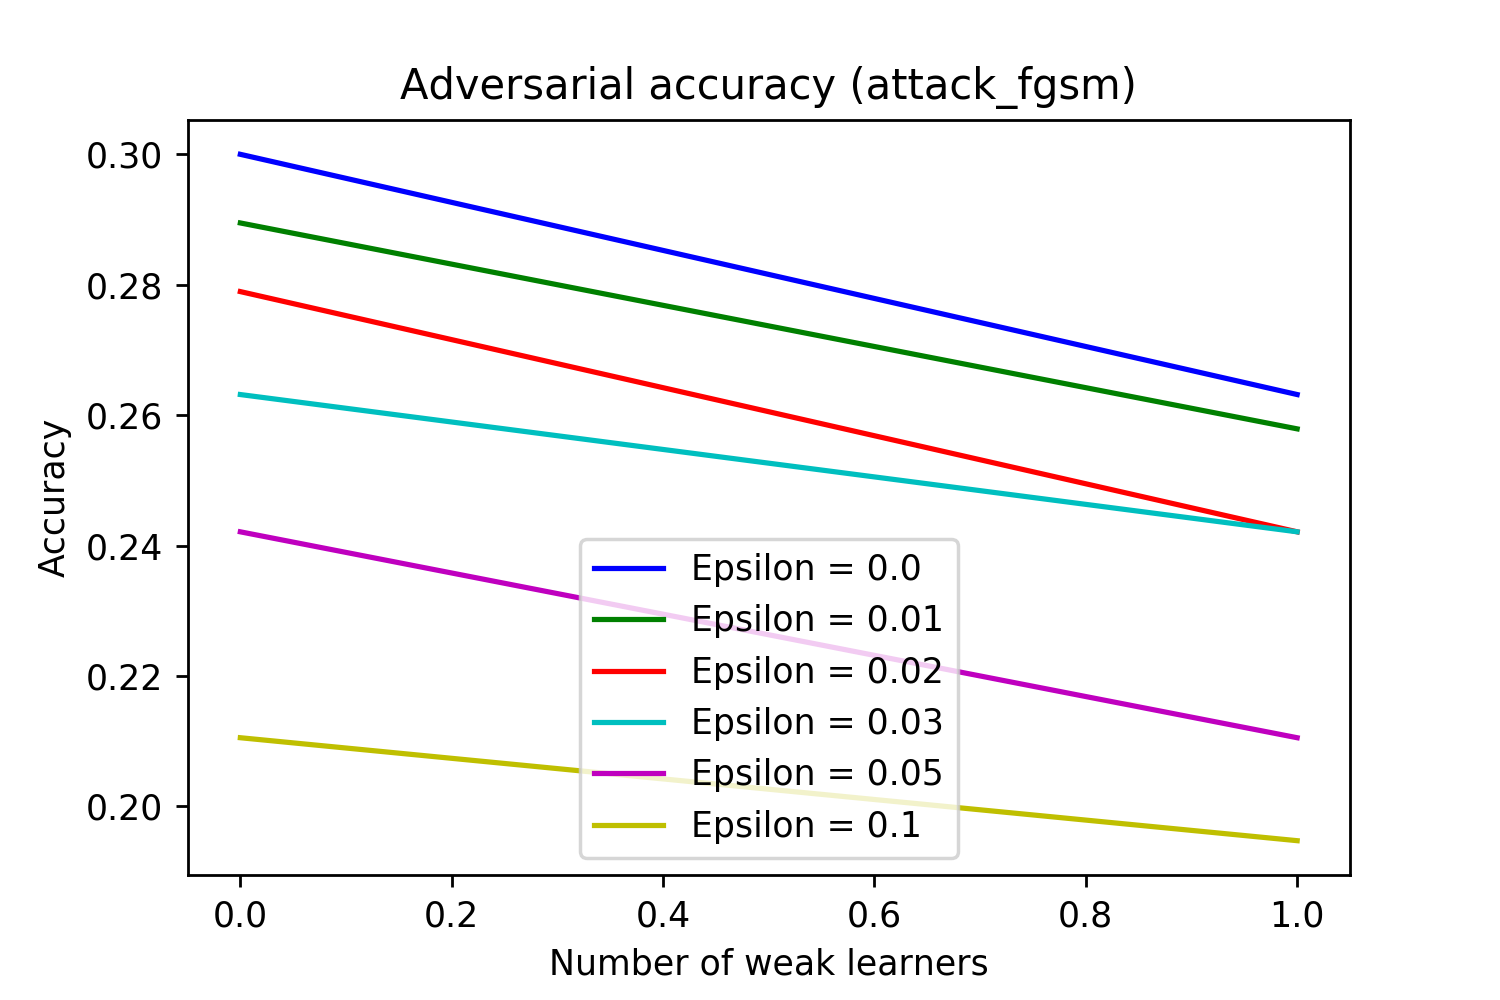 Adversarial accuracy (attack_fgsm)
0.30
0.28
0.26
0.24
0.22
0.20
Accuracy
Epsilon = 0.0
Epsilon = 0.01
Epsilon = 0.02
Epsilon = 0.03
Epsilon = 0.05
Epsilon = 0.1
0.0 0.2 0.4 0.6 0.8 1.0
Number of weak learners